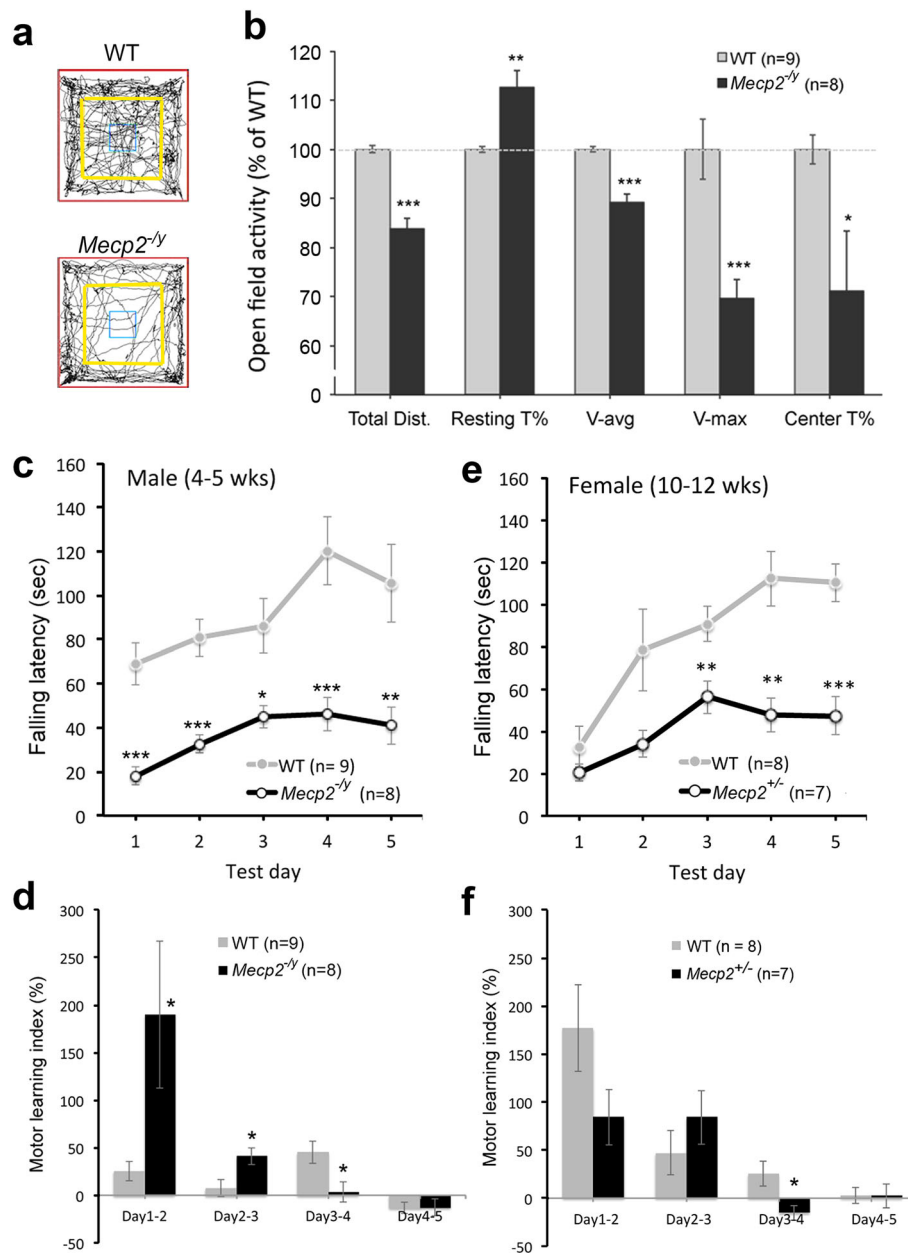 a
WT
Mecp2-/y
b
Open field activity (% of WT)
120
110
100
90
80
70
60
0
WT (n=9)
Mecp2-/y (n=8)
***
**
***
***
*
Total Dist.
Resting T%
V-avg
V-max
Center T%
c
Male (4-5 wks)
Falling latency (sec)
160
140
120
100
80
60
40
20
0
***
***
*
***
**
WT (n= 9)
Mecp2-/y (n=8)
1 2 3 4 5
Test day
e
Female (10-12 wks)
Falling latency (sec)
160
140
120
100
80
60
40
20
0
**
**
***
WT (n=8)
Mecp2+/- (n=7)
1 2 3 4 5
Test day
d
Motor learning index (%)
300
250
200
150
100
50
0
-50
WT (n=9)
Mecp2-/y (n=8)
*
*
*
Day1-2 Day2-3 Day3-4 Day4-5
f
Motor learning index (%)
300
250
200
150
100
50
0
-50
WT (n = 8)
Mecp2+/- (n=7)
*
Day1-2 Day2-3 Day3-4 Day4-5